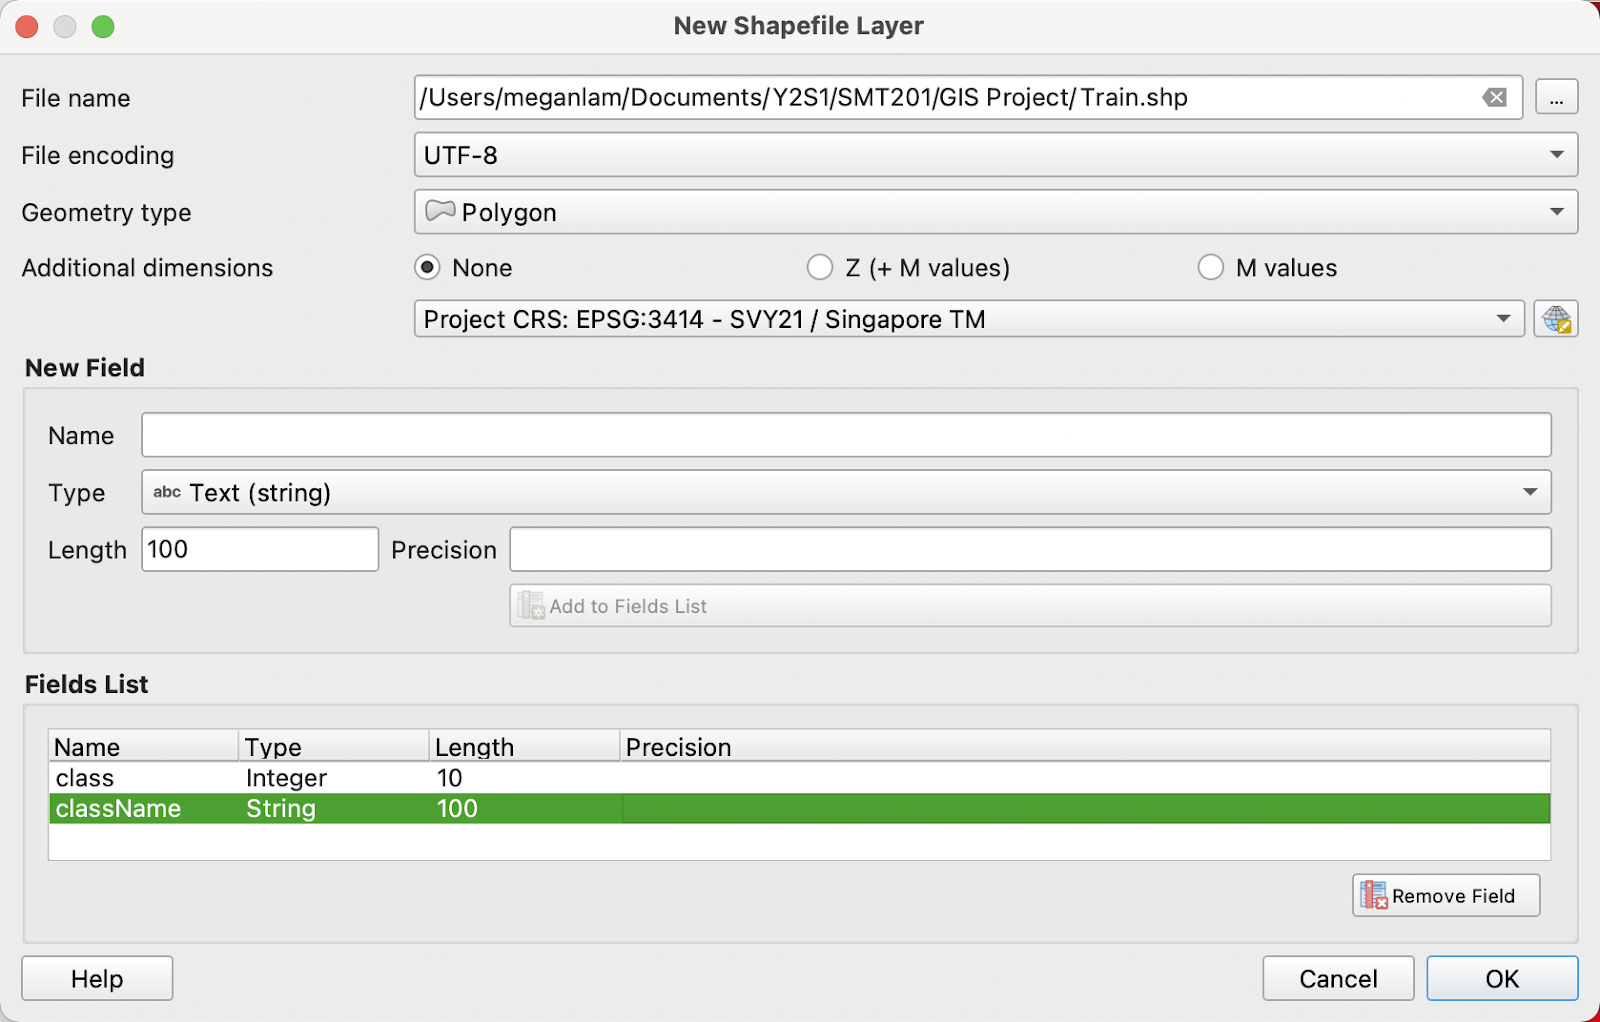 New Shapefile Layer
File name /Users/meganlam/Documents/Y2S1/SMT201/GIS Project/Train.shp ...
File encoding UTF-8
Geometry type Polygon
Additional dimensions None Z (+ M values) M values
Project CRS: EPSG:3414 - SVY21 / Singapore TM
New Field
Name
Type abc Text (string)
Length 100 Precision
Add to Fields List
Fields List
Name Type Length Precision
class Integer 10
className String 100
Remove Field
Help Cancel OK